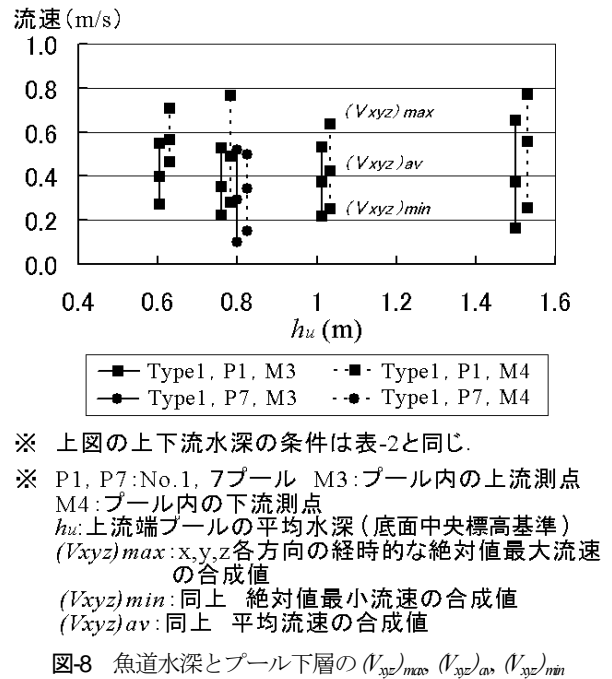 流速(m/s)
1.0
0.8
0.6
0.4
0.2
0.0
(Vxyz)max
(Vxyz)av
(Vxyz)min
0.4 0.6 0.8 1 1.2 1.4 1.6
hu (m)
Type1, P1, M3 Type1, P1, M4
Type1, P7, M3 Type1, P7, M4
※ 上図の上下流水深の条件は表-2と同じ.
※ P1, P7:No.1, 7プール M3:プール内の上流測点
M4:プール内の下流測点
hu:上流端プールの平均水深(底面中央標高基準)
(Vxyz)max:x,y,z各方向の経時的な絶対値最大流速
の合成値
(Vxyz)min:同上 絶対値最小流速の合成値
(Vxyz)av:同上 平均流速の合成値
図-8 魚道水深とプール下層の(Vxyz)max, (Vxyz)av, (Vxyz)min